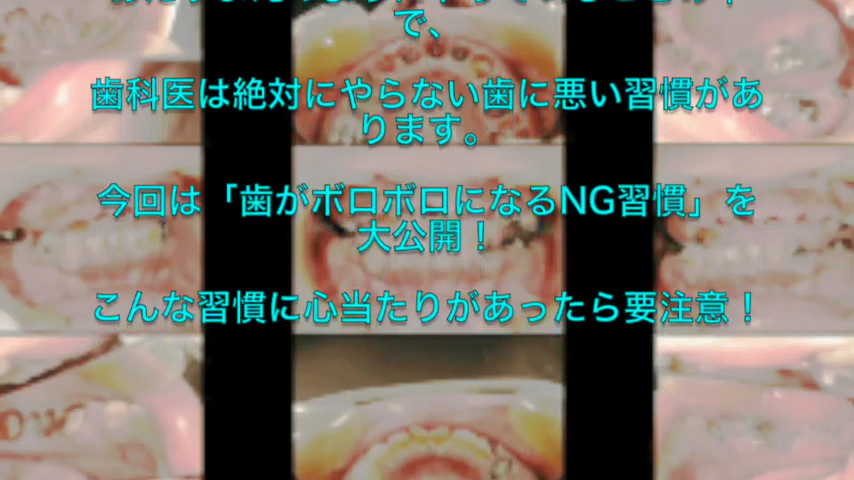 で、
歯科医は絶対にやらない歯に悪い習慣があ
ります。
今回は「歯がボロボロになるNG習慣」を
大公開！
こんな習慣に心当たりがあったら要注意！